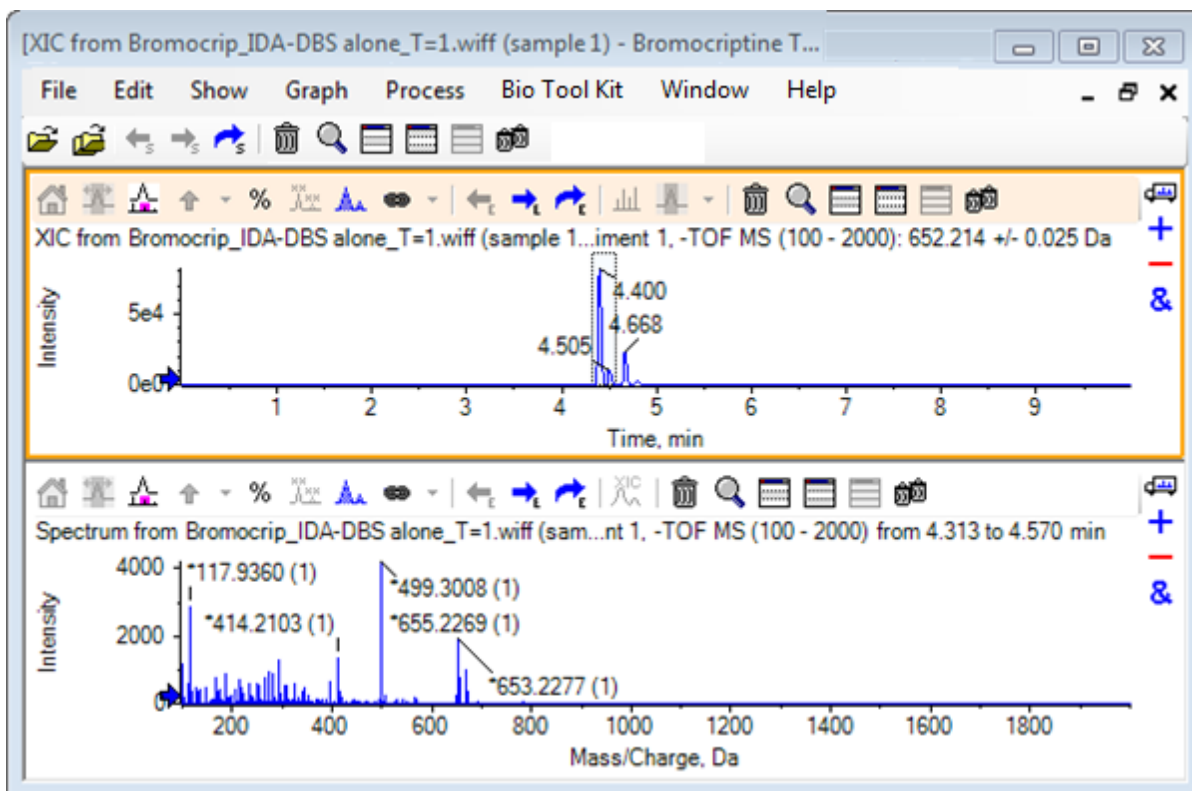 [XIC from Bromocrip_IDA-DBS alone_T=1.wiff (sample 1) - Bromocriptine T...
File Edit Show Graph Process Bio Tool Kit Window Help
XIC from Bromocrip_IDA-DBS alone_T=1.wiff (sample 1...iment 1, -TOF MS (100 - 2000): 652.214 +/- 0.025 Da
Intensity
5e4
0e0
4.400
4.668
4.505
1 2 3 4 5 6 7 8 9
Time, min
Spectrum from Bromocrip_IDA-DBS alone_T=1.wiff (sam...nt 1, -TOF MS (100 - 2000) from 4.313 to 4.570 min
Intensity
4000
2000
0
*117.9360 (1)
*499.3008 (1)
*414.2103 (1)
*655.2269 (1)
*653.2277 (1)
200 400 600 800 1000 1200 1400 1600 1800
Mass/Charge, Da